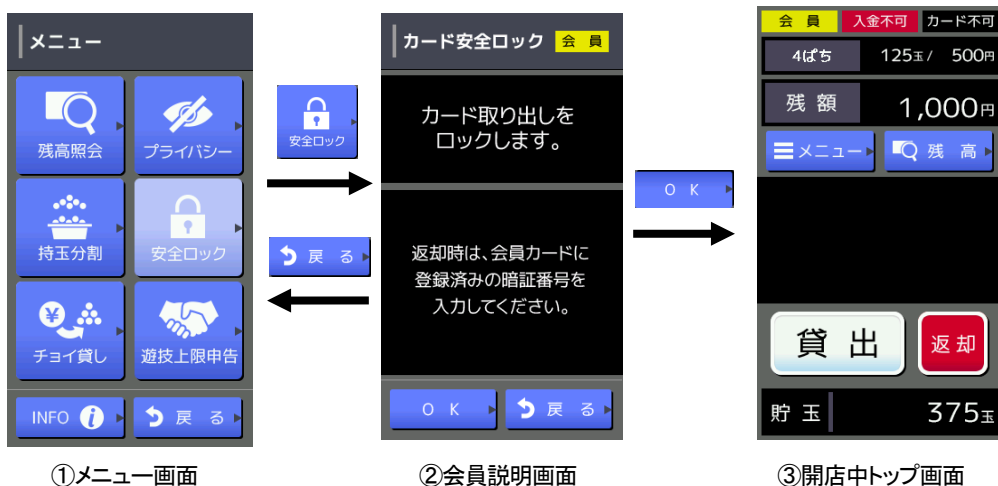 メニュー
残高照会
プライバシー
持玉分割
安全ロック
チョイ貸し
遊技上限申告
INFO
戻 る
①メニュー画面
安全ロック
戻 る
カード安全ロック 会 員
カード取り出しを
ロックします。
返却時は、会員カードに
登録済みの暗証番号を
入力してください。
O K
戻 る
②会員説明画面
O K
会 員 入金不可 カード不可
4ぱち 125玉/ 500円
残 額 1,000円
メニュー 残 高
貸 出 返 却
貯 玉 375玉
③開店中トップ画面